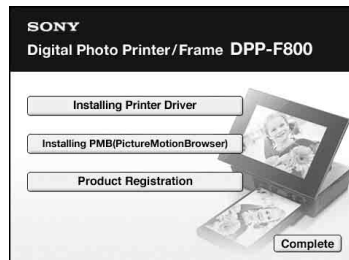 SONY
Digital Photo Printer/Frame DPP-F800
Installing Printer Driver
Installing PMB(PictureMotionBrowser)
Product Registration
Complete